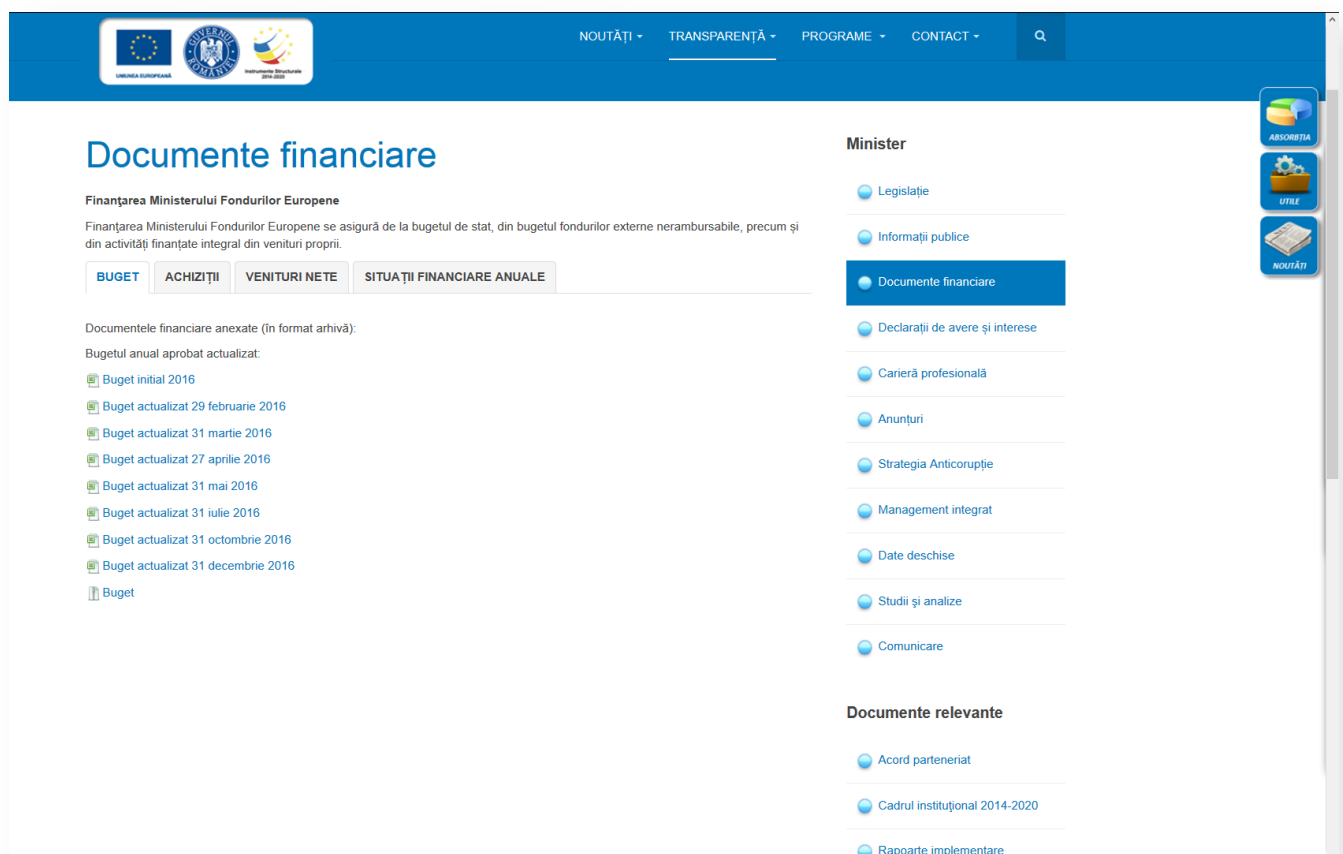 UNIUNEA EUROPEANĂ
GUVERNUL ROMÂNIEI
Instrumente Structurale
2014-2020
NOUTĂȚI
TRANSPARENȚĂ
PROGRAME
CONTACT
ABSORBȚIA
UTILE
NOUTĂȚI
Documente financiare
Finanţarea Ministerului Fondurilor Europene
Finanțarea Ministerului Fondurilor Europene se asigură de la bugetul de stat, din bugetul fondurilor externe nerambursabile, precum și
din activități finanțate integral din venituri proprii.
BUGET
ACHIZIȚII
VENITURI NETE
SITUAȚII FINANCIARE ANUALE
Documentele financiare anexate (în format arhivă):
Bugetul anual aprobat actualizat:
Buget initial 2016
Buget actualizat 29 februarie 2016
Buget actualizat 31 martie 2016
Buget actualizat 27 aprilie 2016
Buget actualizat 31 mai 2016
Buget actualizat 31 iulie 2016
Buget actualizat 31 octombrie 2016
Buget actualizat 31 decembrie 2016
Buget
Minister
Legislație
Informații publice
Documente financiare
Declarații de avere și interese
Carieră profesională
Anunțuri
Strategia Anticorupție
Management integrat
Date deschise
Studii şi analize
Comunicare
Documente relevante
Acord parteneriat
Cadrul instituţional 2014-2020
Rapoarte implementare